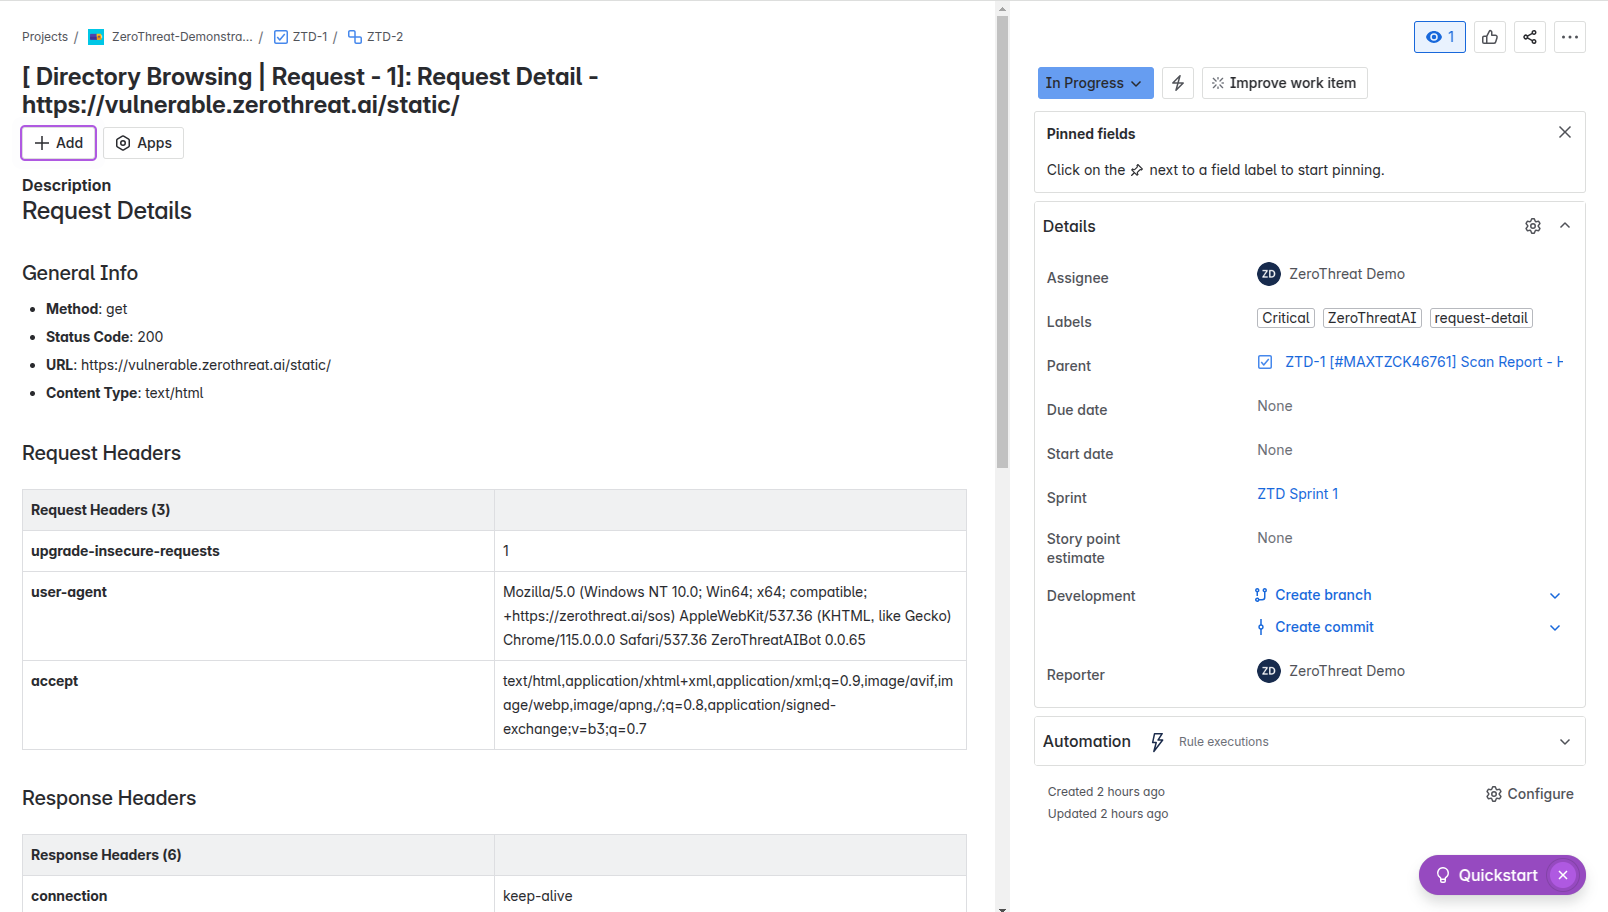 Projects / ZeroThreat-Demonstra... / ZTD-1 / ZTD-2
[ Directory Browsing | Request - 1]: Request Detail -
https://vulnerable.zerothreat.ai/static/
Add Apps
Description
Request Details
General Info
• Method: get
• Status Code: 200
• URL: https://vulnerable.zerothreat.ai/static/
• Content Type: text/html
Request Headers
Request Headers (3)
upgrade-insecure-requests 1
user-agent Mozilla/5.0 (Windows NT 10.0; Win64; x64; compatible;
+https://zerothreat.ai/sos) AppleWebKit/537.36 (KHTML, like Gecko)
Chrome/115.0.0.0 Safari/537.36 ZeroThreatAIBot 0.0.65
accept text/html,application/xhtml+xml,application/xml;q=0.9,image/avif,im
age/webp,image/apng,/;q=0.8,application/signed-
exchange;v=b3;q=0.7
Response Headers
Response Headers (6)
connection keep-alive
1
In Progress Improve work item
Pinned fields
Click on the next to a field label to start pinning.
Details
Assignee ZD ZeroThreat Demo
Labels Critical ZeroThreatAI request-detail
Parent ZTD-1 [#MAXTZCK46761] Scan Report - H
Due date None
Start date None
Sprint ZTD Sprint 1
Story point
estimate None
Development Create branch
Create commit
Reporter ZD ZeroThreat Demo
Automation Rule executions
Created 2 hours ago Configure
Updated 2 hours ago
Quickstart